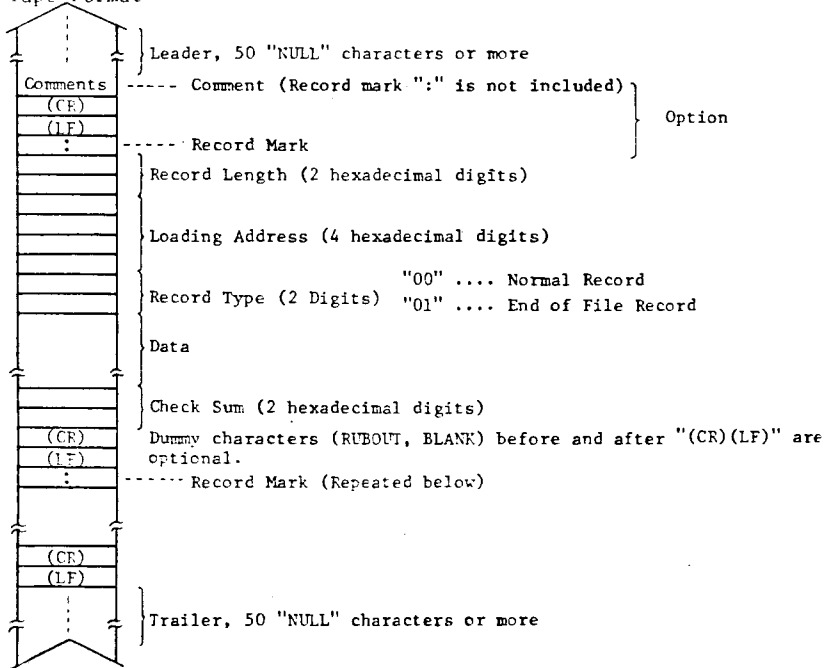 Leader, 50 "NULL" characters or more
Comments ----- Comment (Record mark ":" is not included)
(CR)
Option
(LF)
: ----- Record Mark
Record Length (2 hexadecimal digits)
Loading Address (4 hexadecimal digits)
"00" .... Normal Record
Record Type (2 Digits)
"01" .... End of File Record
Data
Check Sum (2 hexadecimal digits)
(CR)
Dummy characters (RUBOUT, BLANK) before and after "(CR)(LF)" are
(LF)
optional.
: ------ Record Mark (Repeated below)
(CR)
(LF)
Trailer, 50 "NULL" characters or more